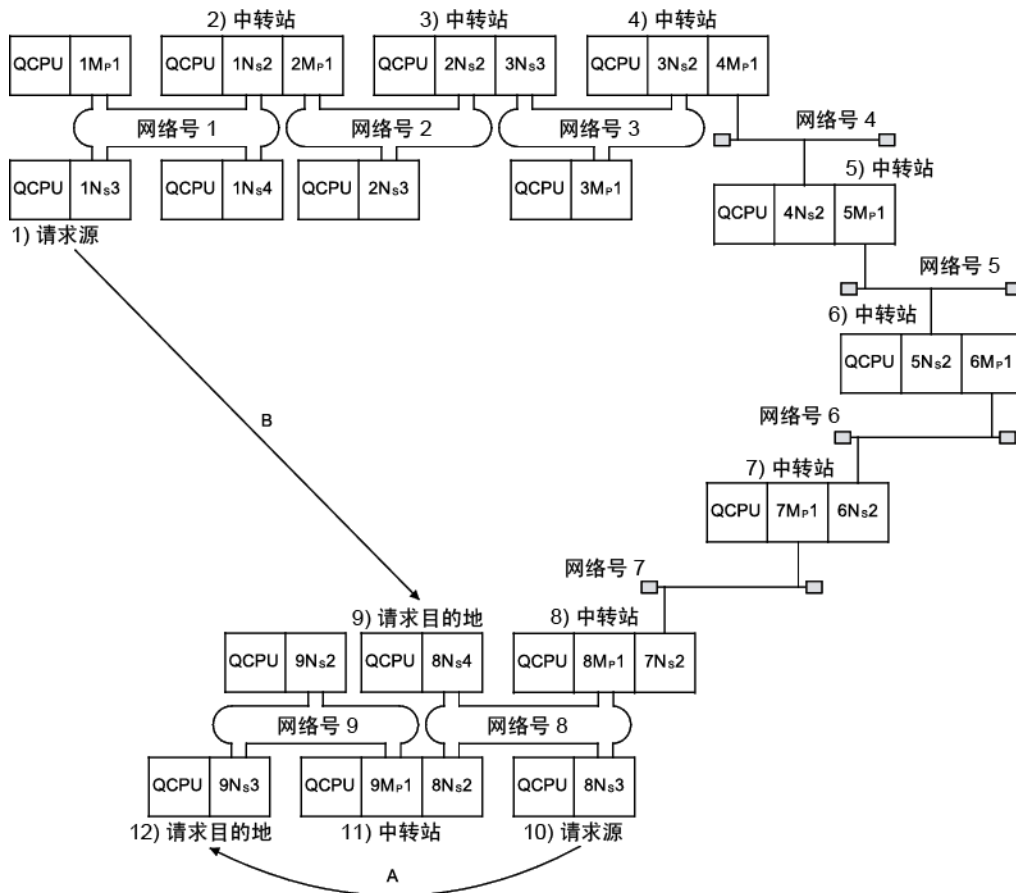 2) 中转站
3) 中转站
4) 中转站
QCPU 1MP1
QCPU 1NS2 2MP1
QCPU 2NS2 3NS3
QCPU 3NS2 4MP1
网络号 1
网络号 2
网络号 3
网络号 4
QCPU 1NS3
QCPU 1NS4
QCPU 2NS3
QCPU 3MP1
5) 中转站
QCPU 4NS2 5MP1
1) 请求源
网络号 5
6) 中转站
QCPU 5NS2 6MP1
B
网络号 6
7) 中转站
QCPU 7MP1 6NS2
网络号 7
9) 请求目的地
8) 中转站
QCPU 9NS2
QCPU 8NS4
QCPU 8MP1 7NS2
网络号 9
网络号 8
QCPU 9NS3
QCPU 9MP1 8NS2
QCPU 8NS3
12) 请求目的地
11) 中转站
10) 请求源
A